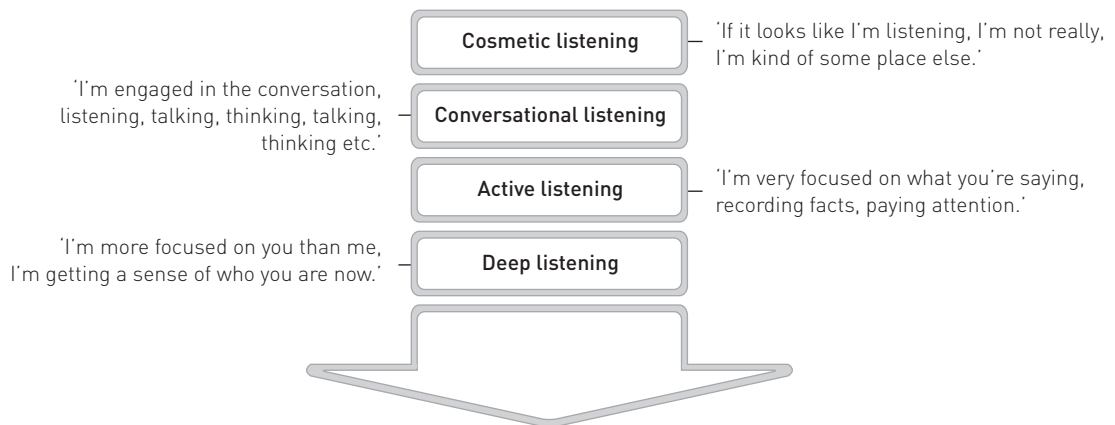 Cosmetic listening
‘If it looks like I’m listening, I’m not really,
I’m kind of some place else.’
‘I’m engaged in the conversation,
listening, talking, thinking, talking,
thinking etc.’
Conversational listening
Active listening
‘I’m very focused on what you’re saying,
recording facts, paying attention.’
‘I’m more focused on you than me,
I’m getting a sense of who you are now.’
Deep listening